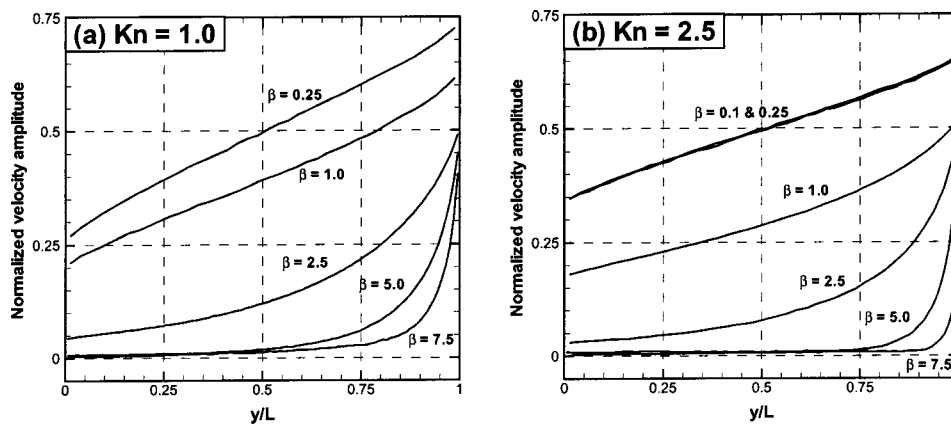 (a) Kn = 1.0
Normalized velocity amplitude
0.75
0.5
0.25
0
β = 0.25
β = 1.0
β = 2.5
β = 5.0
β = 7.5
0
0.25
0.5
0.75
1
y/L
(b) Kn = 2.5
Normalized velocity amplitude
0.75
0.5
0.25
0
β = 0.1 & 0.25
β = 1.0
β = 2.5
β = 5.0
β = 7.5
0
0.25
0.5
0.75
y/L